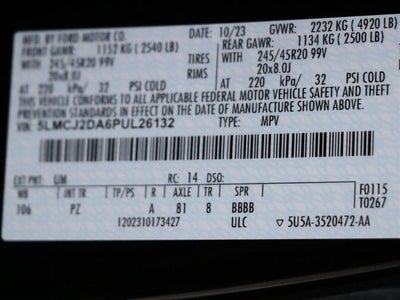 MFD. BY FORD MOTOR CO.
DATE: 10/23 GVWR: 2232 KG (4920 LB)
FRONT GAWR: 1152 KG (2540 LB) REAR GAWR: 1134 KG (2500 LB)
WITH 245/45R20 99V TIRES WITH 245/45R20 99V
20x8.0J RIMS 20x8.0J
AT 220 kPa/ 32 PSI COLD AT 220 kPa/ 32 PSI COLD
THIS VEHICLE CONFORMS TO ALL APPLICABLE FEDERAL MOTOR VEHICLE SAFETY AND THEFT
PREVENTION STANDARDS IN EFFECT ON THE DATE OF MANUFACTURE SHOWN ABOVE.
VIN: 5LMCJ2DA6PUL26132 TYPE: MPV
EXT PNT: UM RC: 14 DSO: F0115
WB INT TR TP/PS R AXLE TR SPR T0267
106 PZ A 81 8 BBBB
1202310173427 ULC 5U5A-3520472-AA